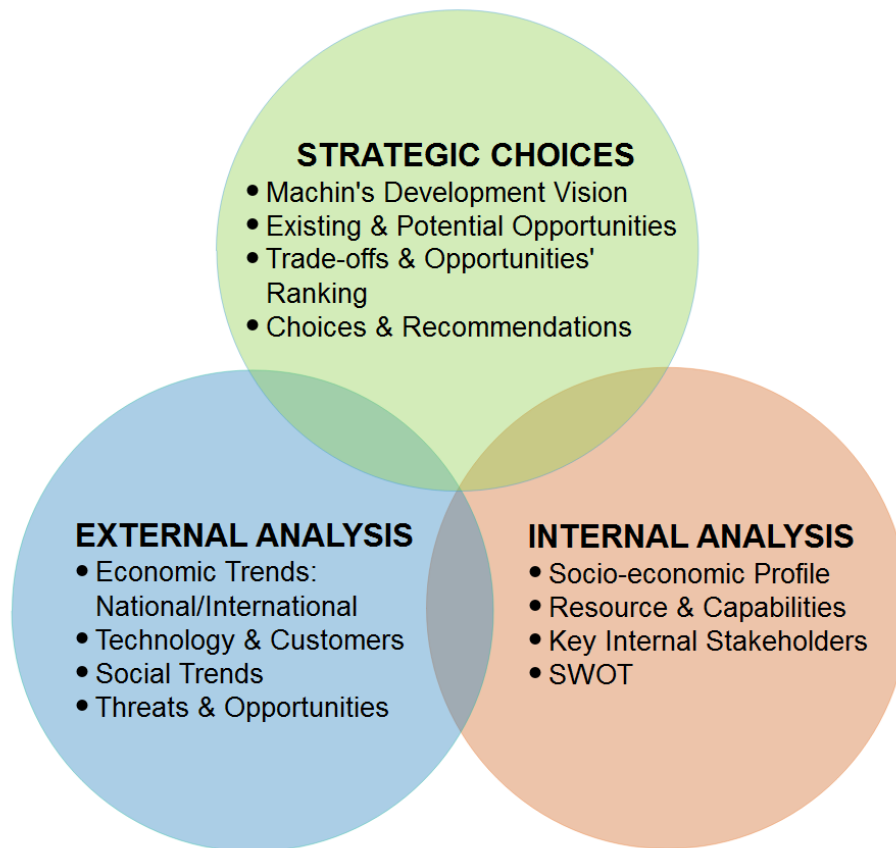 STRATEGIC CHOICES
• Machin's Development Vision
• Existing & Potential Opportunities
• Trade-offs & Opportunities'
Ranking
• Choices & Recommendations
EXTERNAL ANALYSIS
• Economic Trends:
National/International
• Technology & Customers
• Social Trends
• Threats & Opportunities
INTERNAL ANALYSIS
• Socio-economic Profile
• Resource & Capabilities
• Key Internal Stakeholders
• SWOT